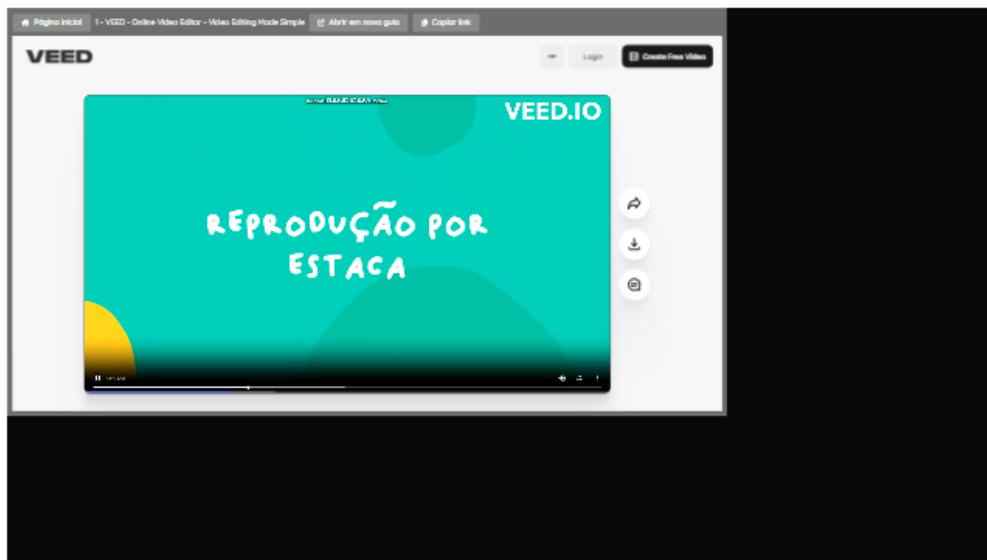 Página Inicial 1 - VEED - Online Video Editor - Video Editing Made Simple Abrir em nova guia Copiar link
VEED
Login Create Free Video
VEED.IO
REPRODUÇÃO POR
ESTACA